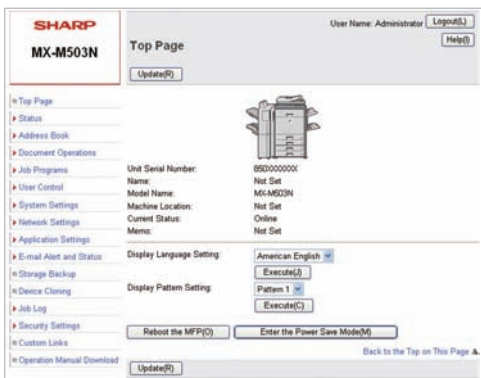 SHARP
MX-M503N
User Name: Administrator
Logout(L)
Help(I)
Top Page
Update(R)
Top Page
Status
Address Book
Document Operations
Job Programs
User Control
System Settings
Network Settings
Application Settings
E-mail Alert and Status
Storage Backup
Device Cloning
Job Log
Security Settings
Custom Links
Operation Manual Download
Unit Serial Number:
Name: Not Set
Model Name: MX-M503N
Machine Location: Not Set
Current Status: Online
Memo: Not Set
Display Language Setting: American English
Execute(J)
Display Pattern Setting: Pattern 1
Execute(C)
Reboot the MFP(O) Enter the Power Save Mode(M)
Back to the Top on This Page
Update(R)